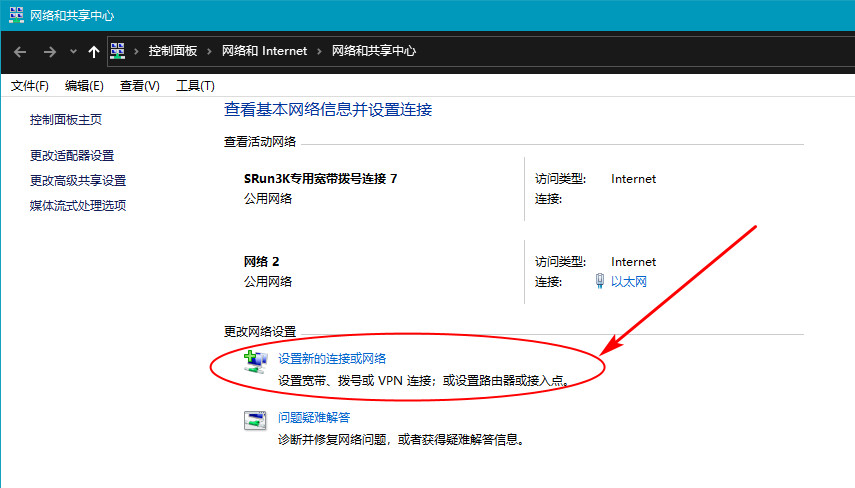 网络和共享中心
控制面板 网络和 Internet 网络和共享中心
文件(F) 编辑(E) 查看(V) 工具(T)
控制面板主页
更改适配器设置
更改高级共享设置
媒体流式处理选项
查看基本网络信息并设置连接
查看活动网络
SRun3K专用宽带拨号连接 7
公用网络
访问类型: Internet
连接:
网络 2
公用网络
访问类型: Internet
连接: 以太网
更改网络设置
设置新的连接或网络
设置宽带、拨号或 VPN 连接；或设置路由器或接入点。
问题疑难解答
诊断并修复网络问题，或者获得疑难解答信息。